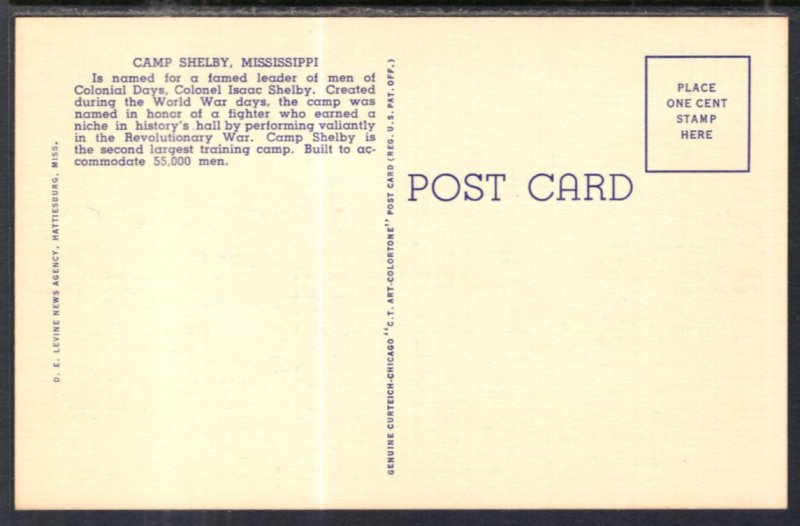 CAMP SHELBY, MISSISSIPPI
Is named for a famed leader of men of
Colonial Days, Colonel Isaac Shelby. Created
during the World War days, the camp was
named in honor of a fighter who earned a
niche in history's hall by performing valiantly
in the Revolutionary War. Camp Shelby is
the second largest training camp. Built to ac-
commodate 55,000 men.
D. E. LEVINE NEWS AGENCY, HATTIESBURG, MISS.
GENUINE CURTEICH-CHICAGO "C.T. ART-COLORTONE" POST CARD (REG. U.S. PAT. OFF.)
POST CARD
PLACE
ONE CENT
STAMP
HERE